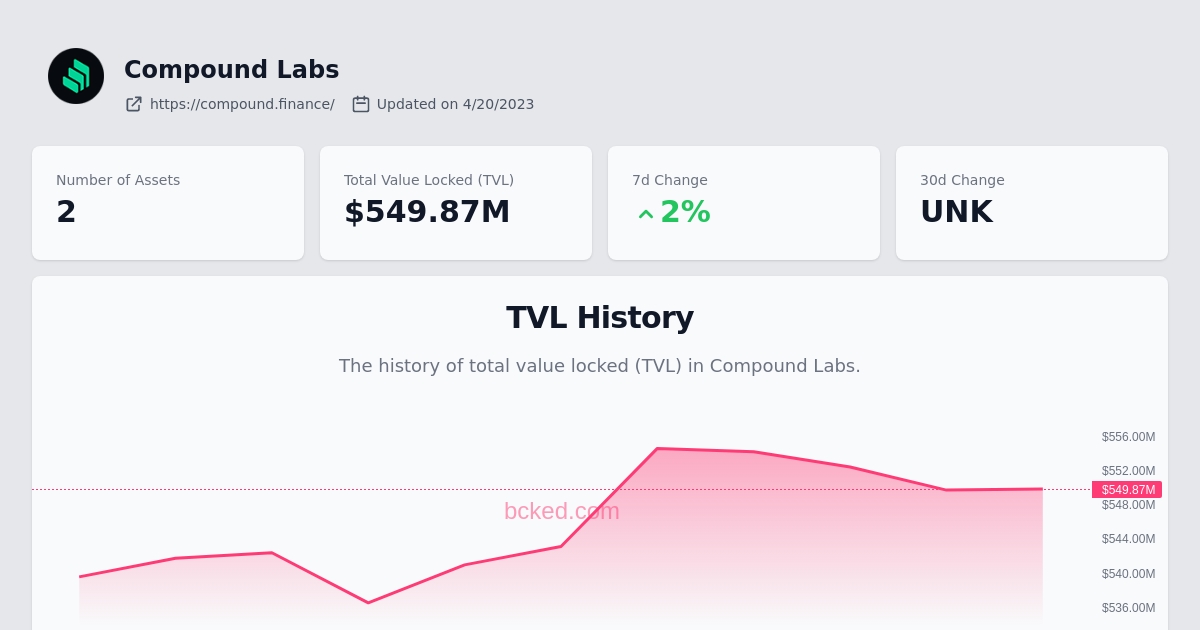 Compound Labs
https://compound.finance/ Updated on 4/20/2023
Number of Assets
2
Total Value Locked (TVL)
$549.87M
7d Change
2%
30d Change
UNK
TVL History
The history of total value locked (TVL) in Compound Labs.
$556.00M
$552.00M
$549.87M
bcked.com
$548.00M
$544.00M
$540.00M
$536.00M